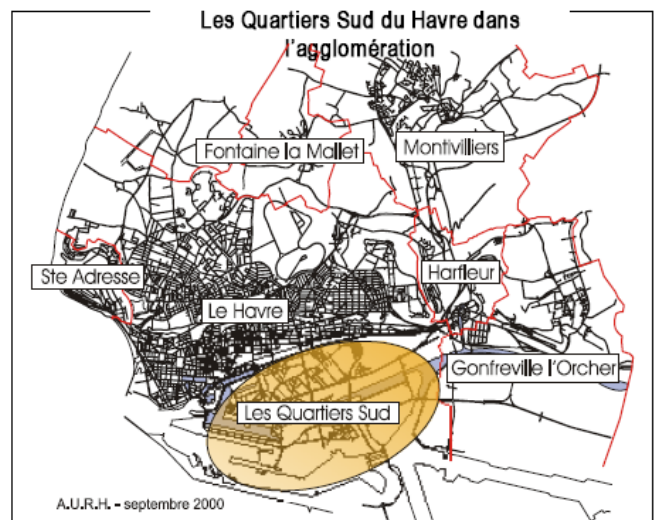 Les Quartiers Sud du Havre dans
l'agglomération
Fontaine la Mallet
Montivilliers
Ste Adresse
Harfleur
Le Havre
Gonfreville l'Orcher
Les Quartiers Sud
A.U.R.H. - septembre 2000